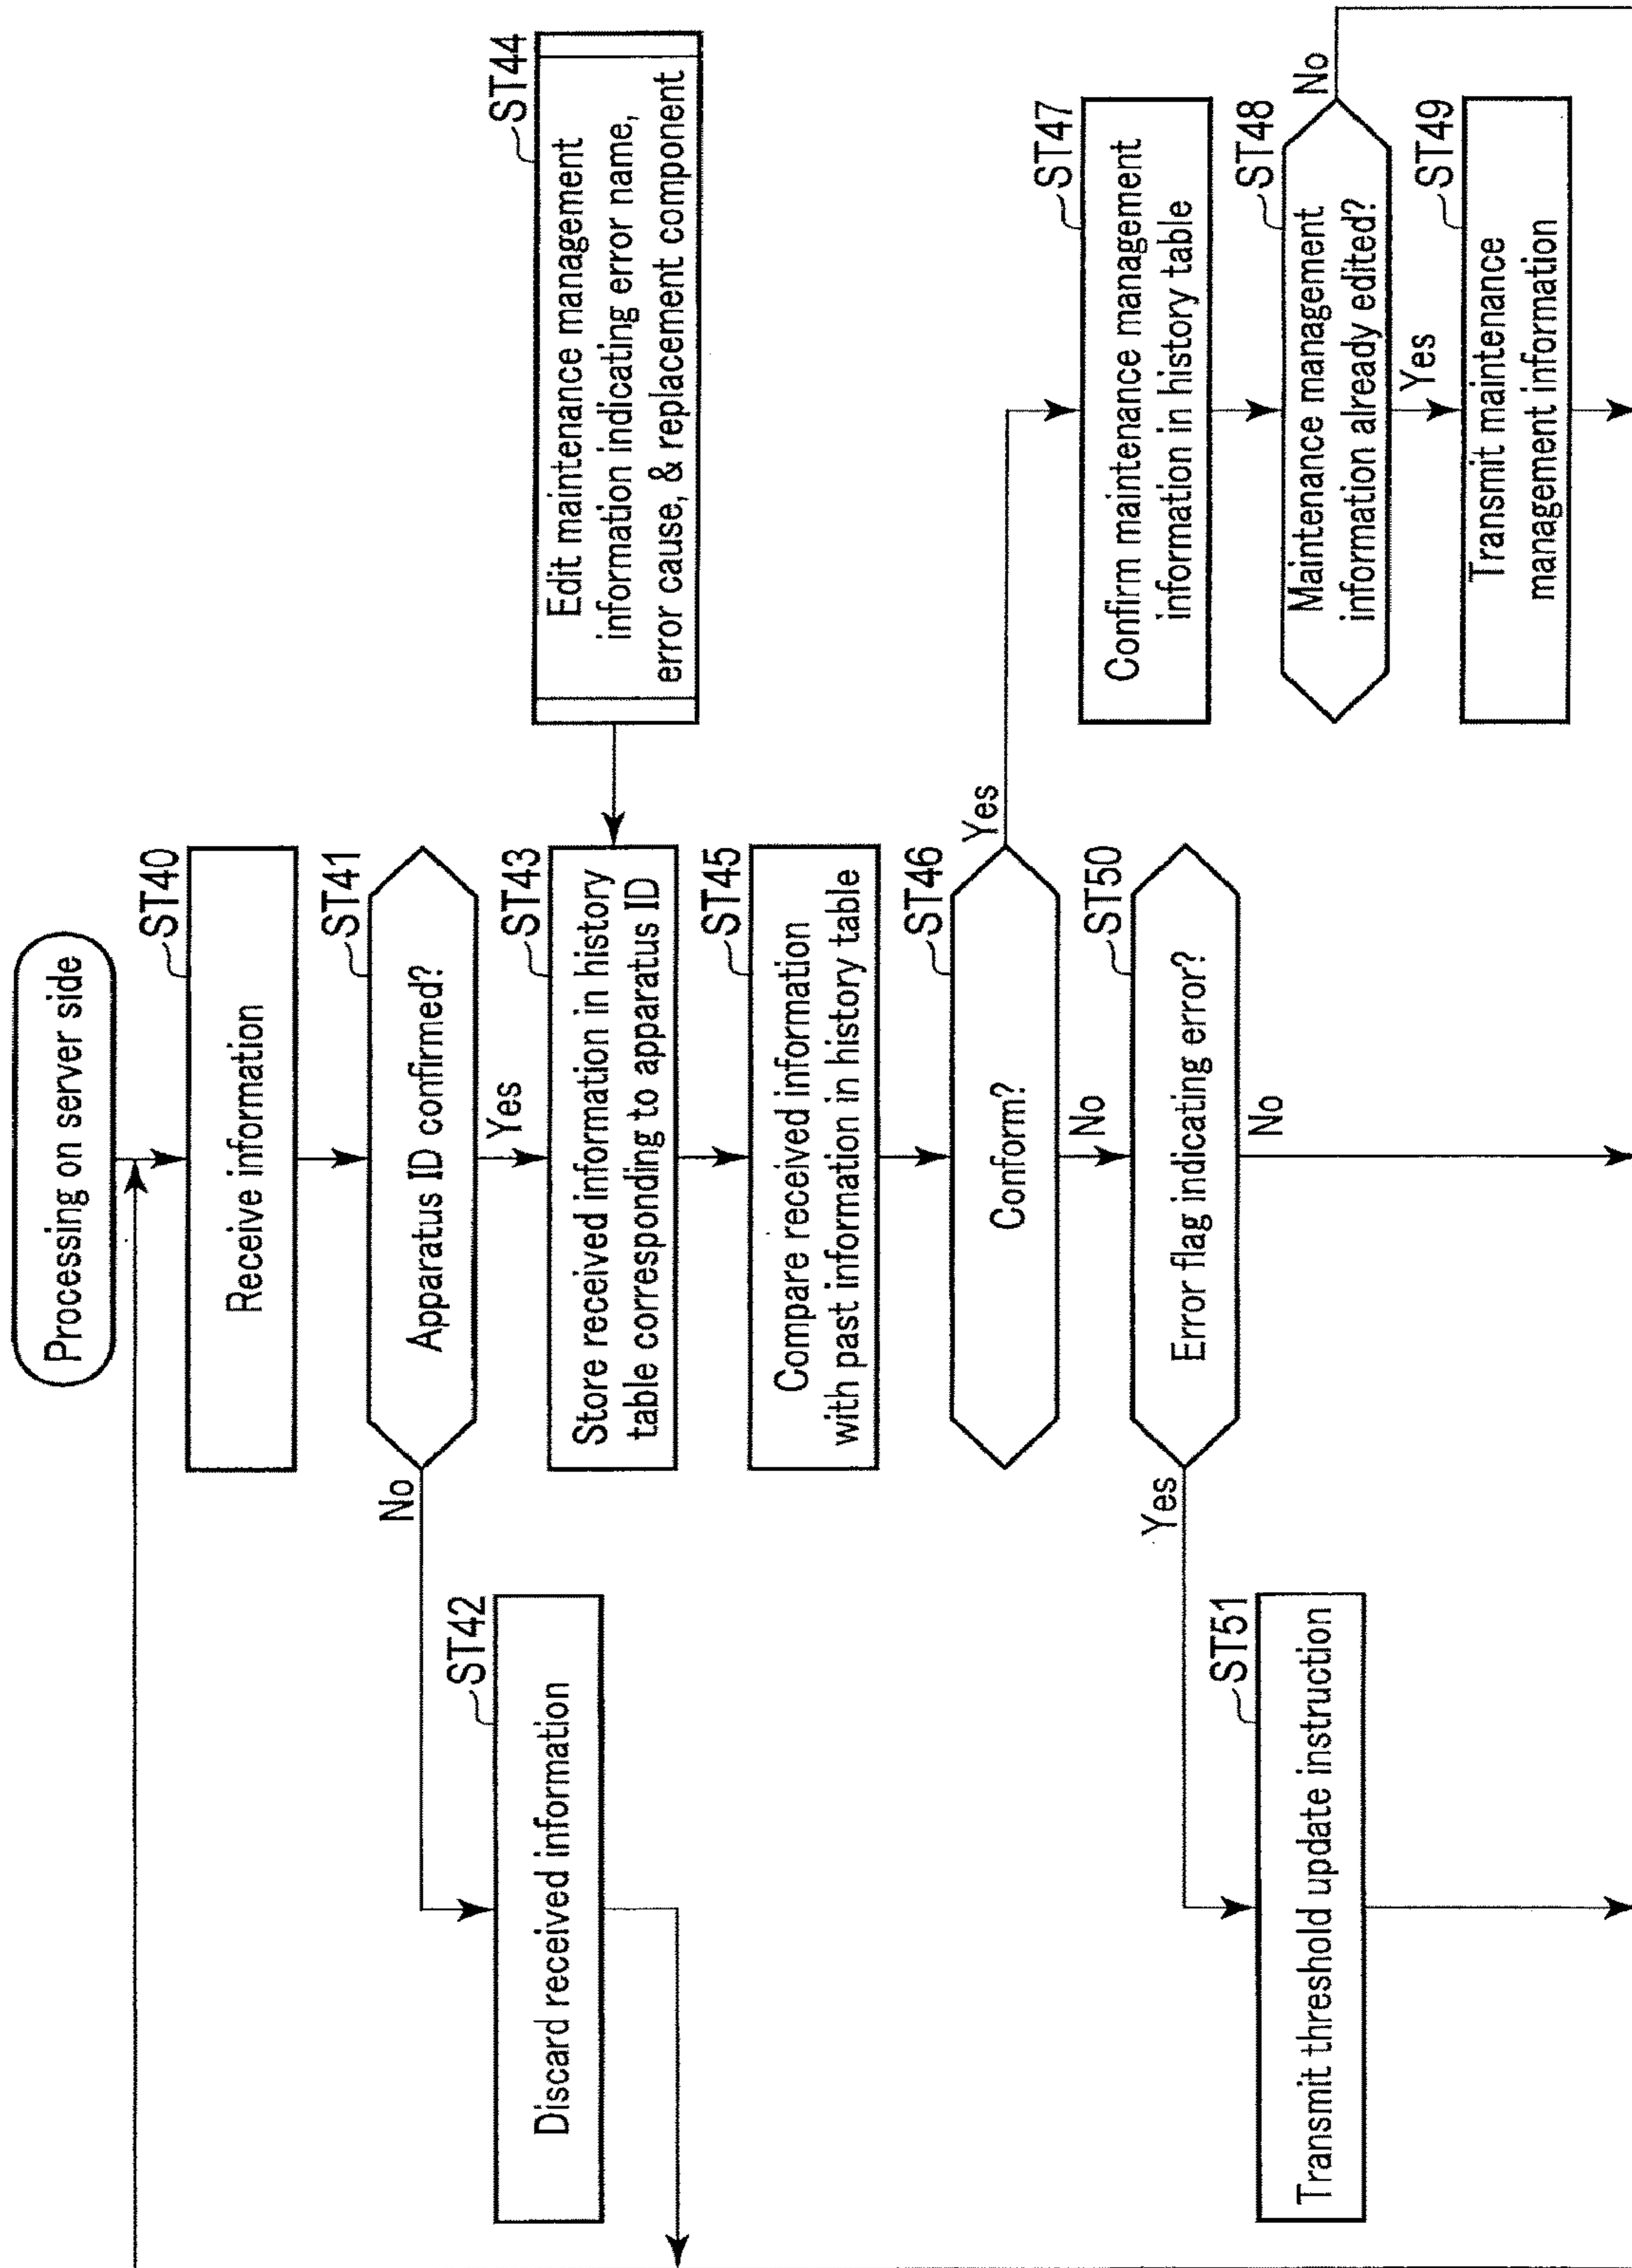 Processing on server side
ST40
Receive information
ST41
Apparatus ID confirmed?
No
Yes
ST42
Discard received information
ST43
Store received information in history
table corresponding to apparatus ID
ST44
Edit maintenance management
information indicating error name,
error cause, & replacement component
ST45
Compare received information
with past information in history table
ST46
Conform?
Yes
No
ST47
Confirm maintenance management
information in history table
ST48
Maintenance management
information already edited?
No
Yes
ST49
Transmit maintenance
management information
ST50
Error flag indicating error?
Yes
No
ST51
Transmit threshold update instruction